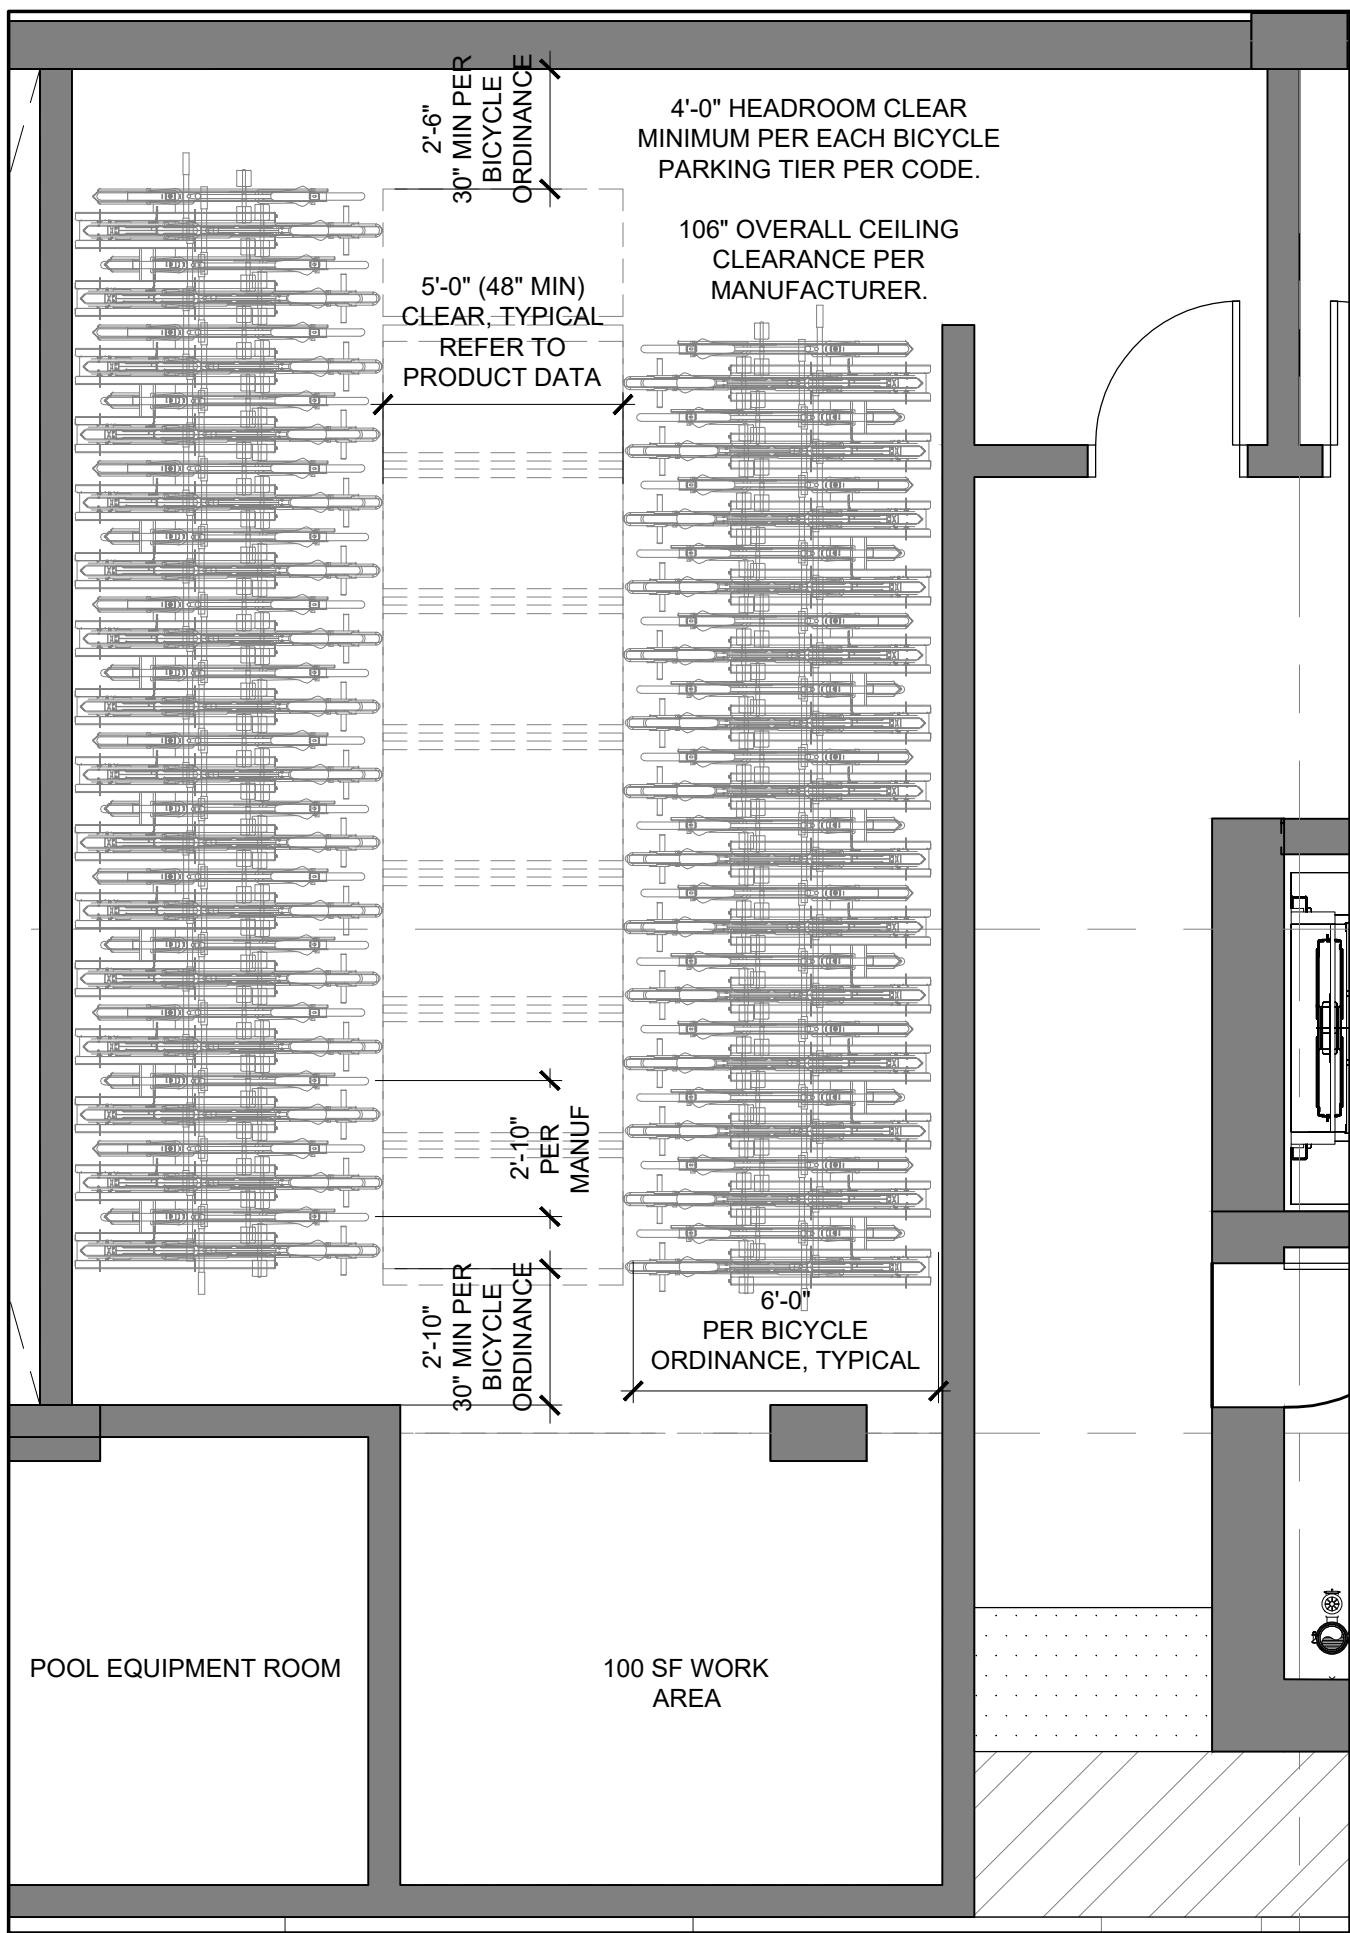 2'-6"
30" MIN PER
BICYCLE
ORDINANCE
4'-0" HEADROOM CLEAR
MINIMUM PER EACH BICYCLE
PARKING TIER PER CODE.
106" OVERALL CEILING
CLEARANCE PER
MANUFACTURER.
5'-0" (48" MIN)
CLEAR, TYPICAL
REFER TO
PRODUCT DATA
2'-10"
PER
MANUF
2'-10"
30" MIN PER
BICYCLE
ORDINANCE
6'-0"
PER BICYCLE
ORDINANCE, TYPICAL
POOL EQUIPMENT ROOM
100 SF WORK
AREA